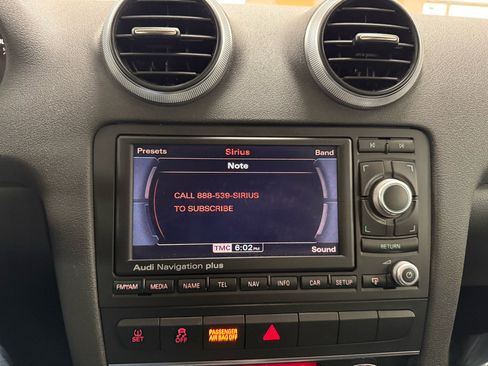 Presets Sirius Band
Note
CALL 888-539-SIRIUS
TO SUBSCRIBE
TMC 6:02PM Sound
RETURN
Audi Navigation plus
FM/AM MEDIA NAME TEL NAV INFO CAR SETUP
SET OFF PASSENGER
AIR BAG OFF